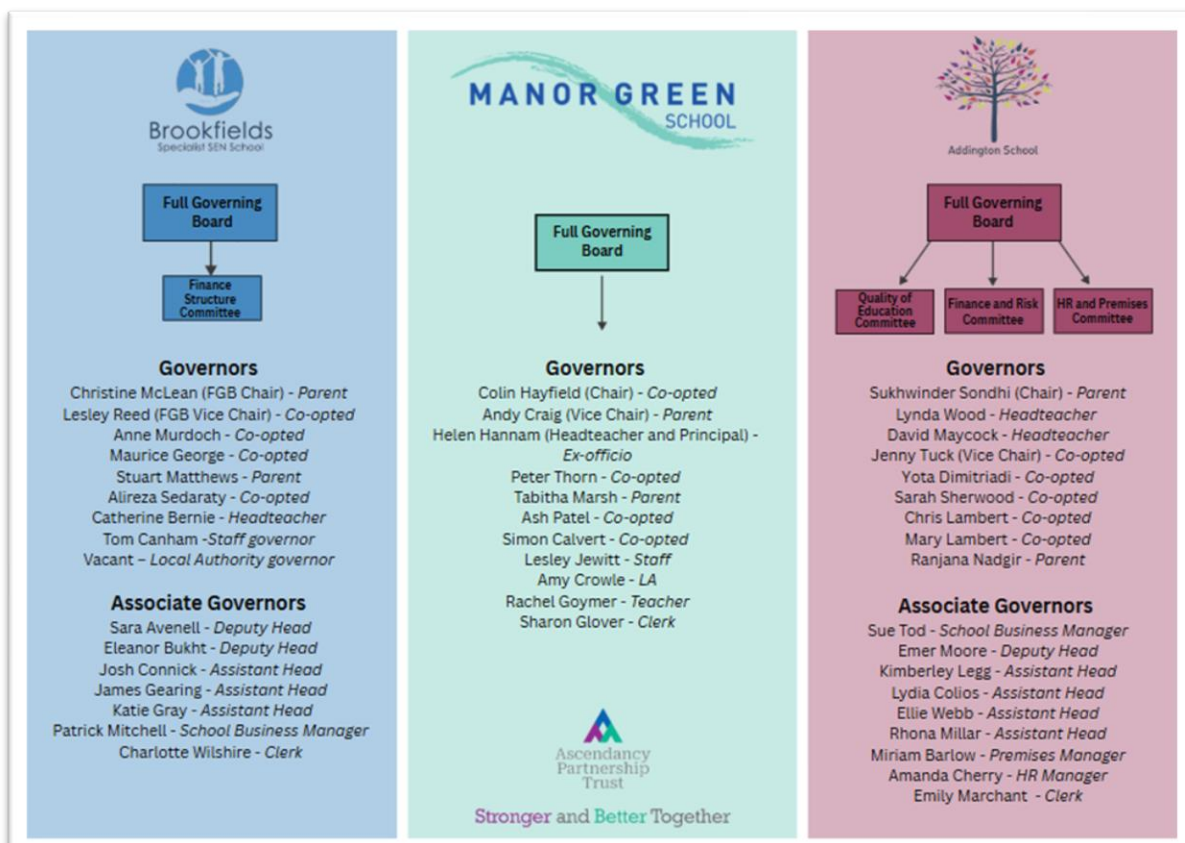 Brookfields
Specialist SEN School
Full Governing
Board
Finance
Structure
Committee
Governors
Christine McLean (FGB Chair) - Parent
Lesley Reed (FGB Vice Chair) - Co-opted
Anne Murdoch - Co-opted
Maurice George - Co-opted
Stuart Matthews - Parent
Alireza Sedaraty - Co-opted
Catherine Bernie - Headteacher
Tom Canham -Staff governor
Vacant – Local Authority governor
Associate Governors
Sara Avenell - Deputy Head
Eleanor Bukht - Deputy Head
Josh Connick - Assistant Head
James Gearing - Assistant Head
Katie Gray - Assistant Head
Patrick Mitchell - School Business Manager
Charlotte Wilshire - Clerk
MANOR GREEN
SCHOOL
Full Governing
Board
Governors
Colin Hayfield (Chair) - Co-opted
Andy Craig (Vice Chair) - Parent
Helen Hannam (Headteacher and Principal) -
Ex-officio
Peter Thorn - Co-opted
Tabitha Marsh - Parent
Ash Patel - Co-opted
Simon Calvert - Co-opted
Lesley Jewitt - Staff
Amy Crowle - LA
Rachel Goymer - Teacher
Sharon Glover - Clerk
Ascendancy
Partnership
Trust
Stronger and Better Together
Addington School
Full Governing
Board
Quality of
Education
Committee
Finance and Risk
Committee
HR and Premises
Committee
Governors
Sukhwinder Sondhi (Chair) - Parent
Lynda Wood - Headteacher
David Maycock - Headteacher
Jenny Tuck (Vice Chair) - Co-opted
Yota Dimitriadi - Co-opted
Sarah Sherwood - Co-opted
Chris Lambert - Co-opted
Mary Lambert - Co-opted
Ranjana Nadgir - Parent
Associate Governors
Sue Tod - School Business Manager
Emer Moore - Deputy Head
Kimberley Legg - Assistant Head
Lydia Colios - Assistant Head
Ellie Webb - Assistant Head
Rhona Millar - Assistant Head
Miriam Barlow - Premises Manager
Amanda Cherry - HR Manager
Emily Marchant - Clerk